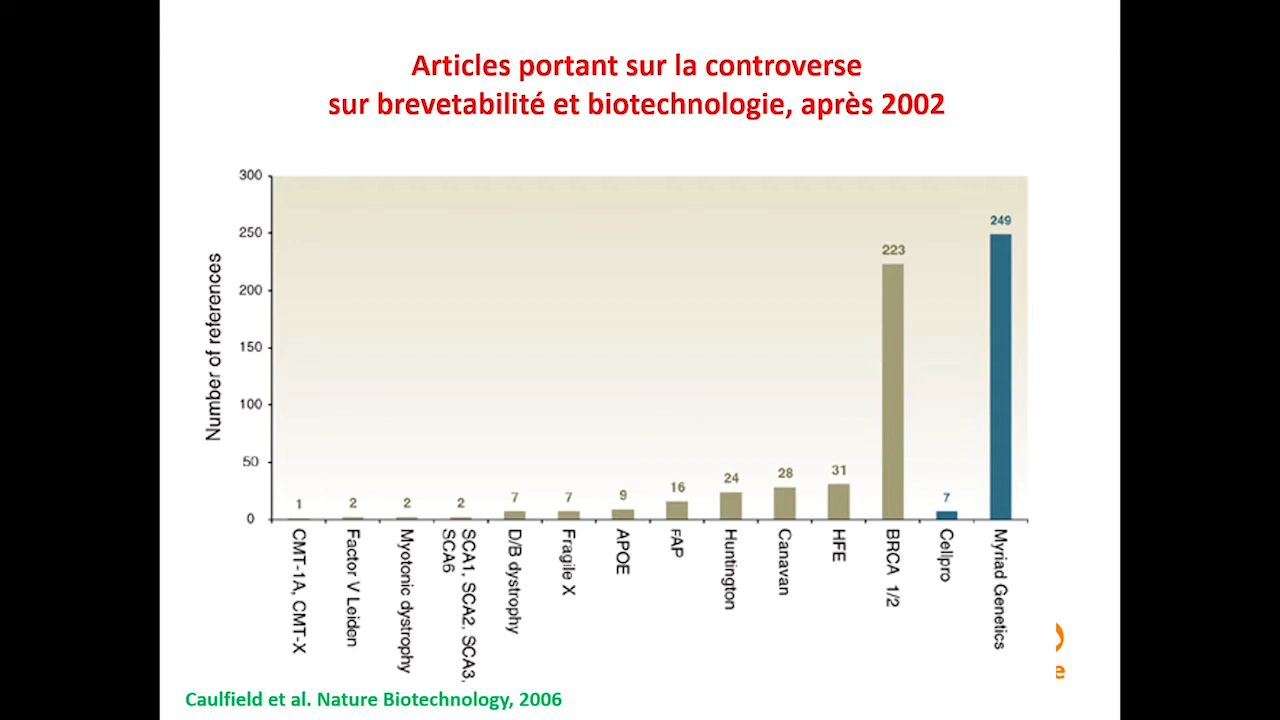 Articles portant sur la controverse
sur brevetabilité et biotechnologie, après 2002
Number of references
300
250
200
150
100
50
0
1
2
2
2
7
7
9
16
24
28
31
223
7
249
CMT-1A, CMT-X
Factor V Leiden
Myotonic dystrophy
SCA1, SCA2, SCA3,
SCA6
D/B dystrophy
Fragile X
APOE
FAP
Huntington
Canavan
HFE
BRCA 1/2
Cellpro
Myriad Genetics
Caulfield et al. Nature Biotechnology, 2006